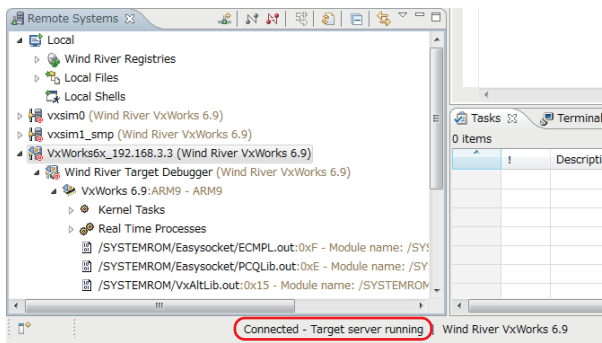 Remote Systems
Local
Wind River Registries
Local Files
Local Shells
vxsim0 (Wind River VxWorks 6.9)
vxsim1_smp (Wind River VxWorks 6.9)
VxWorks6x_192.168.3.3 (Wind River VxWorks 6.9)
Wind River Target Debugger (Wind River VxWorks 6.9)
VxWorks 6.9:ARM9 - ARM9
Kernel Tasks
Real Time Processes
/SYSTEMROM/Easysocket/ECMPL.out:0xF - Module name: /SYS
/SYSTEMROM/Easysocket/PCQLib.out:0xE - Module name: /SY
/SYSTEMROM/VxAltLib.out:0x15 - Module name: /SYSTEMROM
Tasks Terminal
0 items
! Descripti
Connected - Target server running Wind River VxWorks 6.9